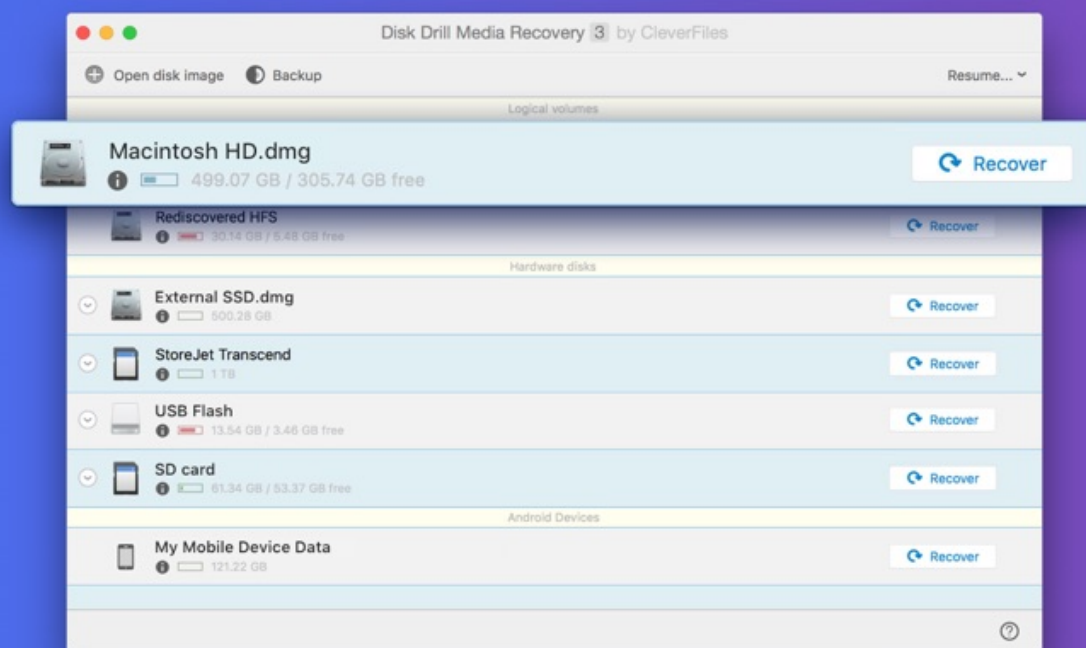 Disk Drill Media Recovery 3 by CleverFiles
Open disk image Backup Resume...
Logical volumes
Macintosh HD.dmg
499.07 GB / 305.74 GB free
Recover
Rediscovered HFS
30.14 GB / 5.48 GB free
Recover
Hardware disks
External SSD.dmg
500.28 GB
Recover
StoreJet Transcend
1 TB
Recover
USB Flash
13.54 GB / 3.46 GB free
Recover
SD card
61.34 GB / 53.37 GB free
Recover
Android Devices
My Mobile Device Data
121.22 GB
Recover